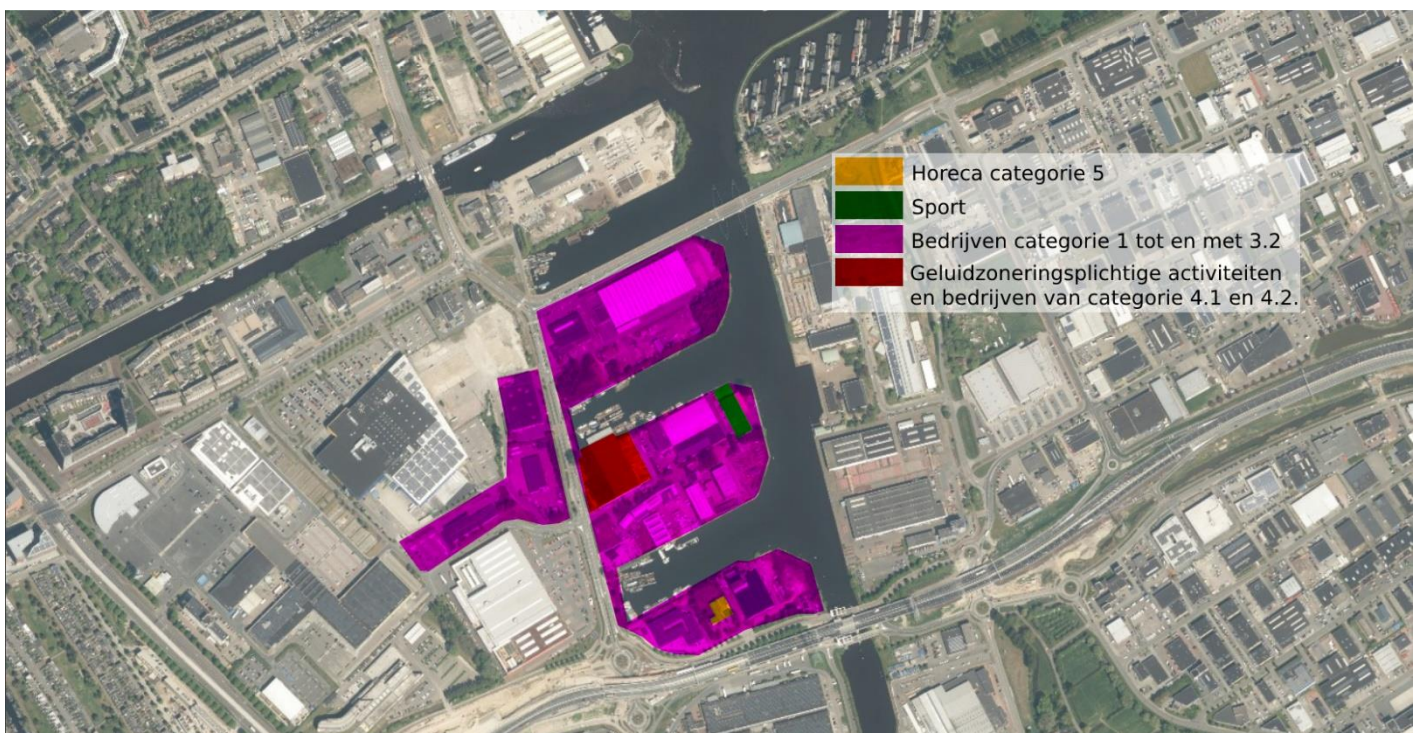 Horeca categorie 5
Sport
Bedrijven categorie 1 tot en met 3.2
Geluidzoneringsplichtige activiteiten
en bedrijven van categorie 4.1 en 4.2.